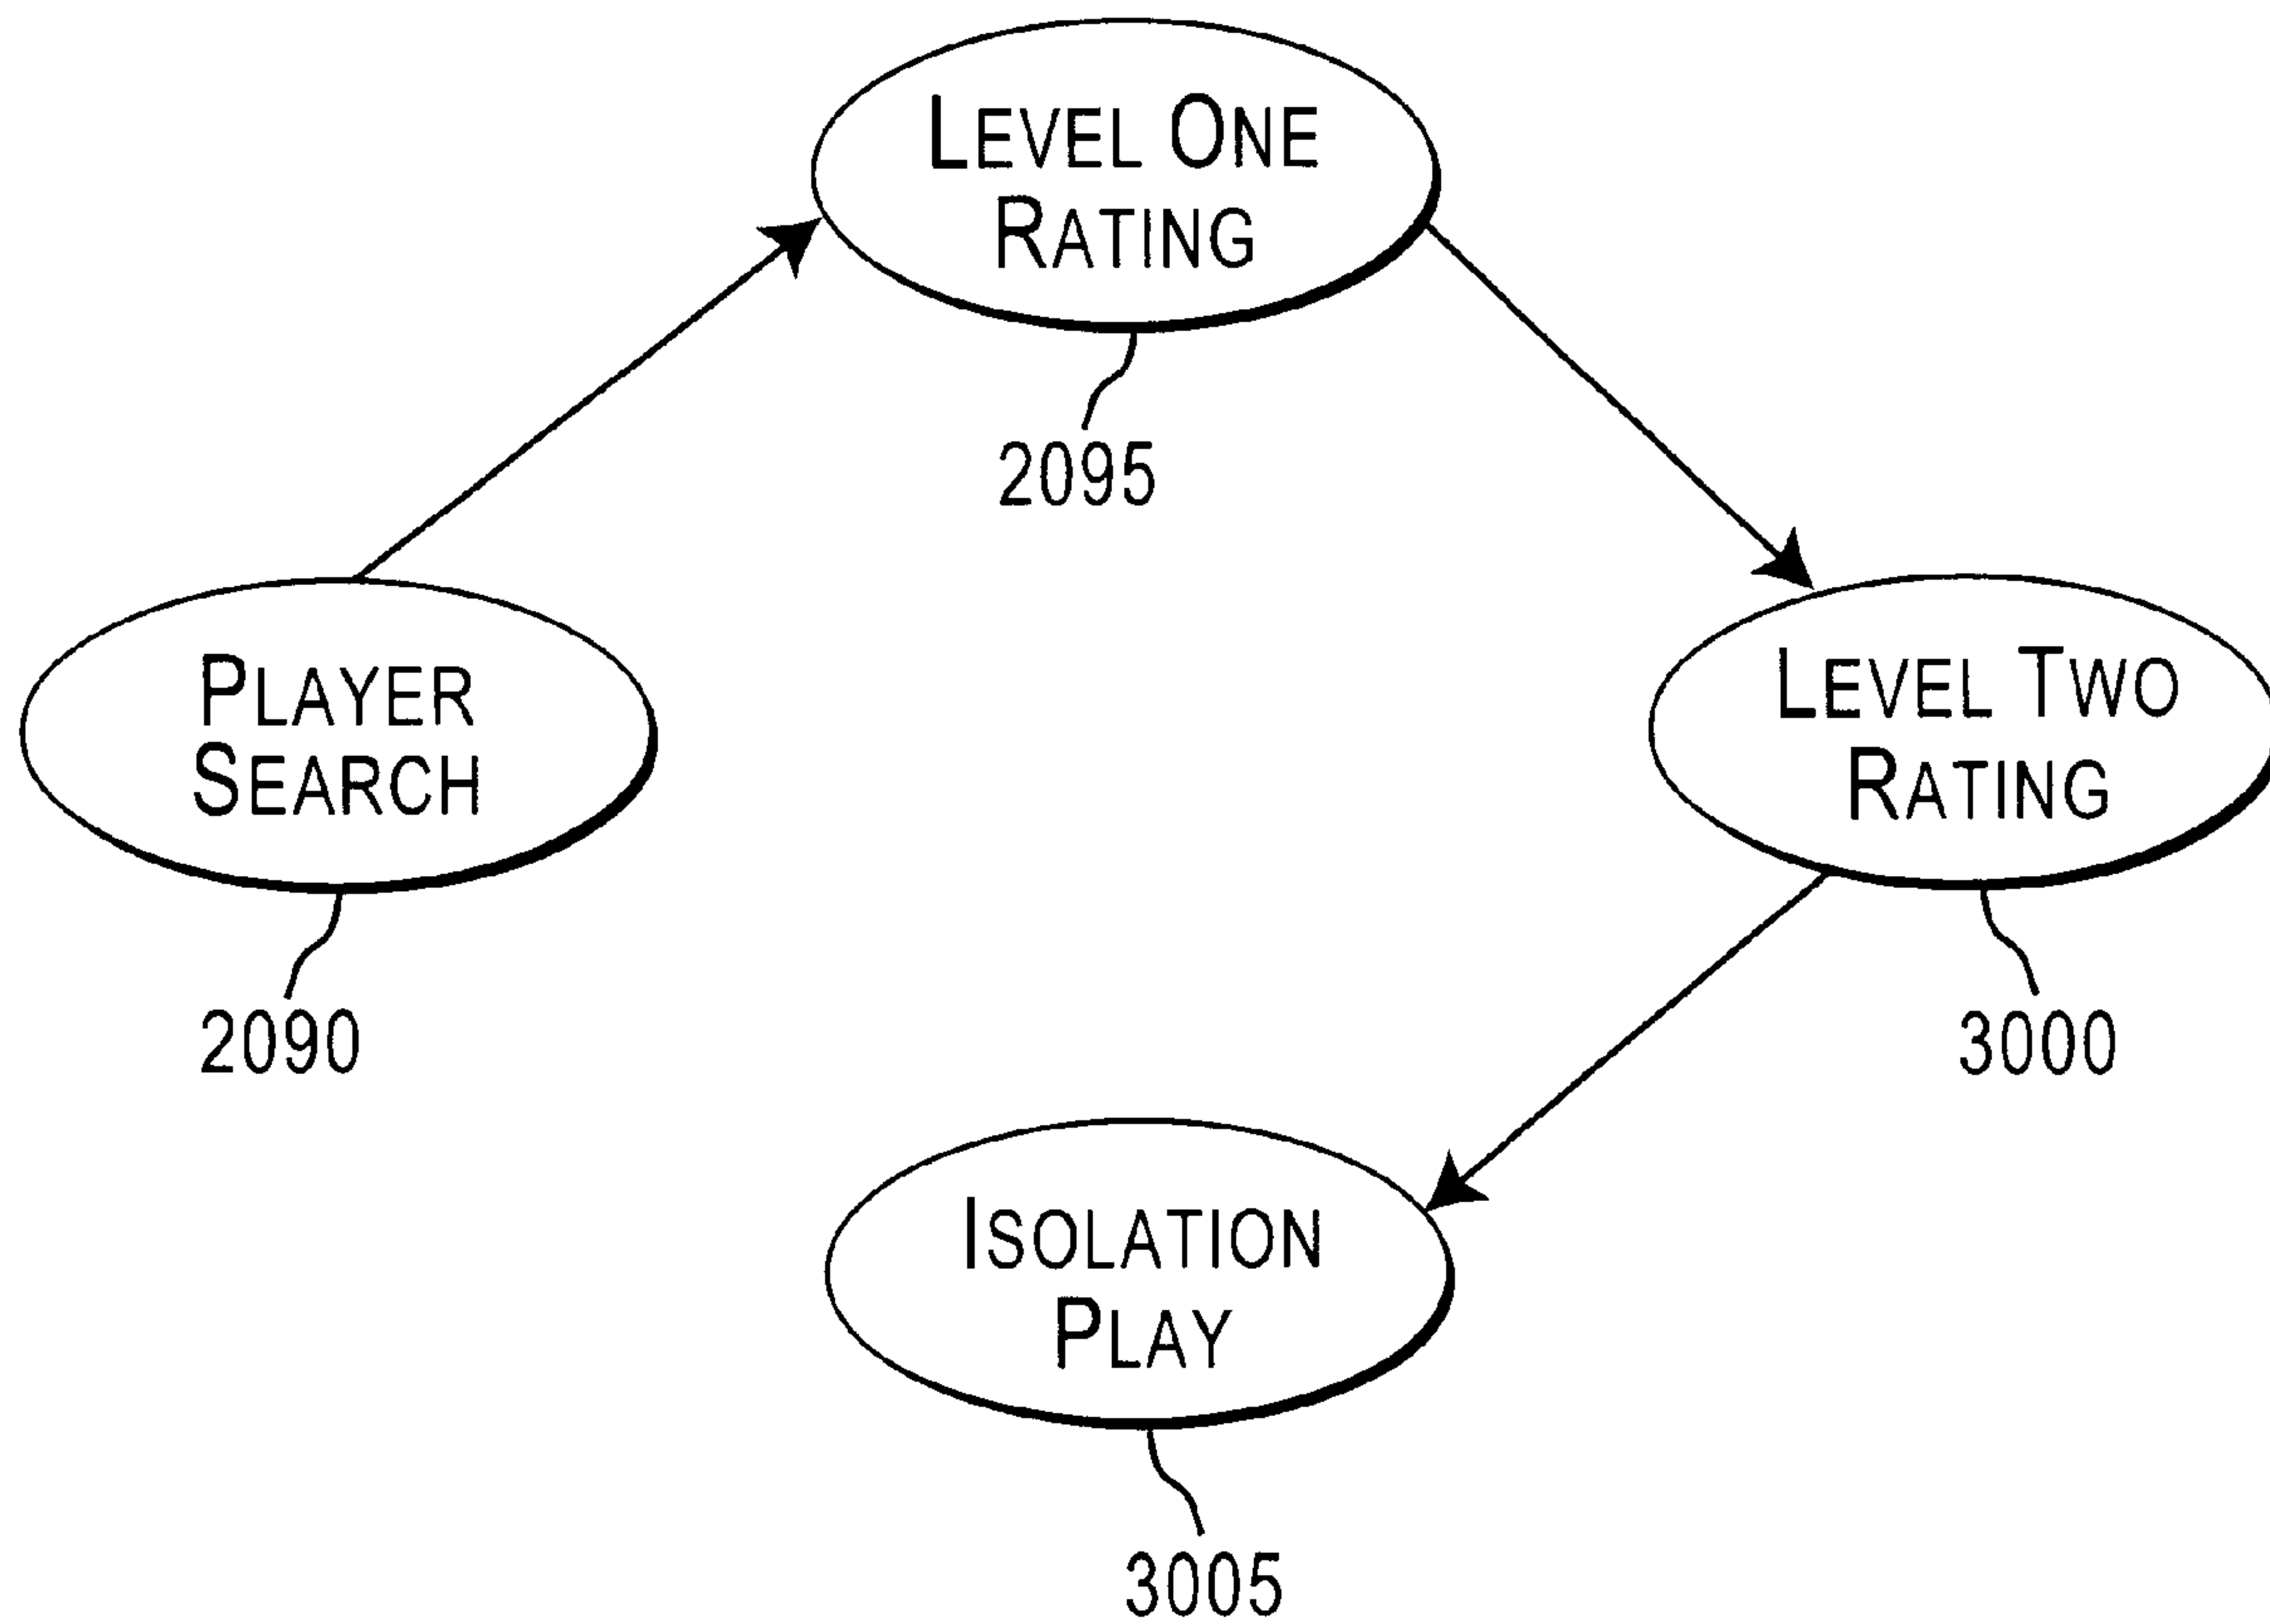 LEVEL ONE
RATING
2095
PLAYER
SEARCH
2090
LEVEL TWO
RATING
3000
ISOLATION
PLAY
3005